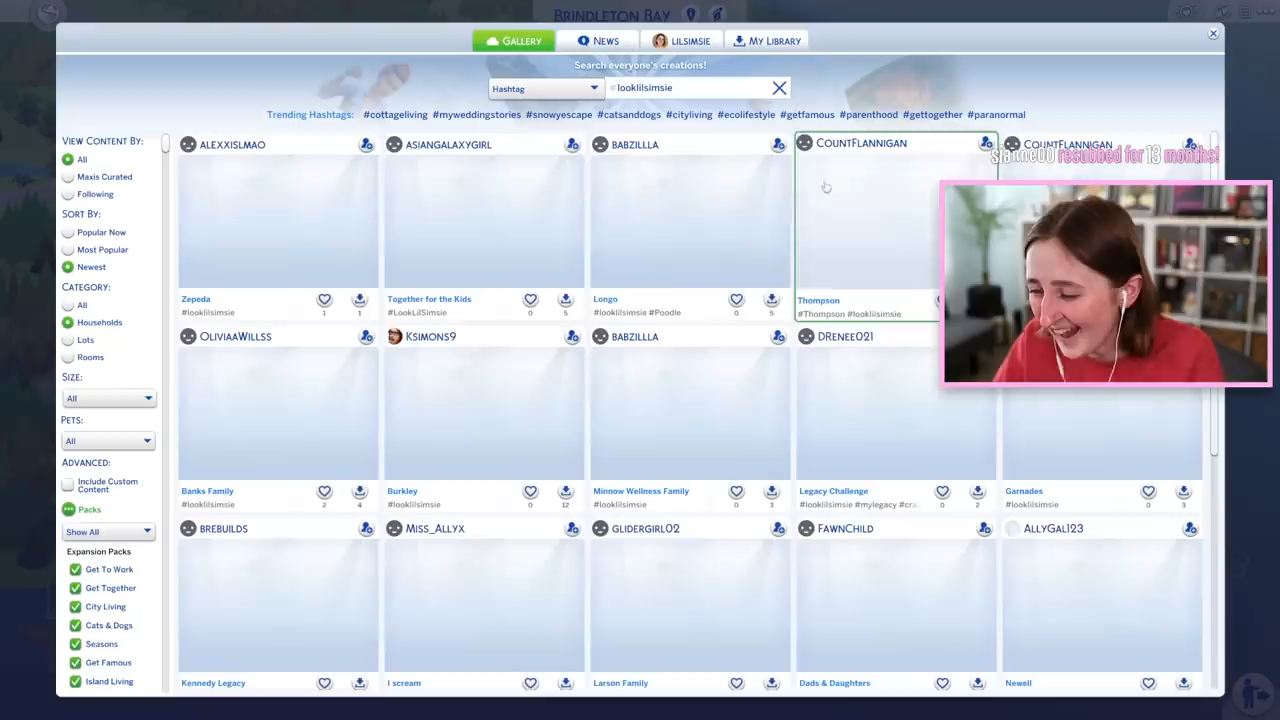 BRINDLETON BAY
GALLERY
NEWS
LILSIMSIE
MY LIBRARY
Search everyone's creations!
Hashtag
# looklilsimsie
Trending Hashtags: #cottageliving #myweddingstories #snowyescape #catsanddogs #cityliving #ecolifestyle #getfamous #parenthood #gettogether #paranormal
VIEW CONTENT BY:
All
Maxis Curated
Following
SORT BY:
Popular Now
Most Popular
Newest
CATEGORY:
All
Households
Lots
Rooms
SIZE:
All
PETS:
All
ADVANCED:
Include Custom
Content
Packs
Show All
Expansion Packs
Get To Work
Get Together
City Living
Cats & Dogs
Seasons
Get Famous
Island Living
ALEXXISLMAO
ASIANGALAXYGIRL
BABZILLLA
COUNTFLANNIGAN
COUNTFLANNIGAN
sianne00 resubbed for 13 months!
Zepeda
#looklilsimsie
1
1
Together for the Kids
#LookLilSimsie
0
5
Longo
#looklilsimsie #Poodle
0
5
Thompson
#Thompson #looklilsimsie
OLIVIAAWILLSS
KSIMONS9
BABZILLLA
DRENEE021
Banks Family
#looklilsimsie
2
4
Burkley
#looklilsimsie
0
12
Minnow Wellness Family
#looklilsimsie
0
3
Legacy Challenge
#looklilsimsie #mylegacy #cra
0
2
Garnades
#looklilsimsie
0
3
BREBUILDS
MISS_ALLYX
GLIDERGIRL02
FAWNCHILD
ALLYGAL123
Kennedy Legacy
I scream
Larson Family
Dads & Daughters
Newell